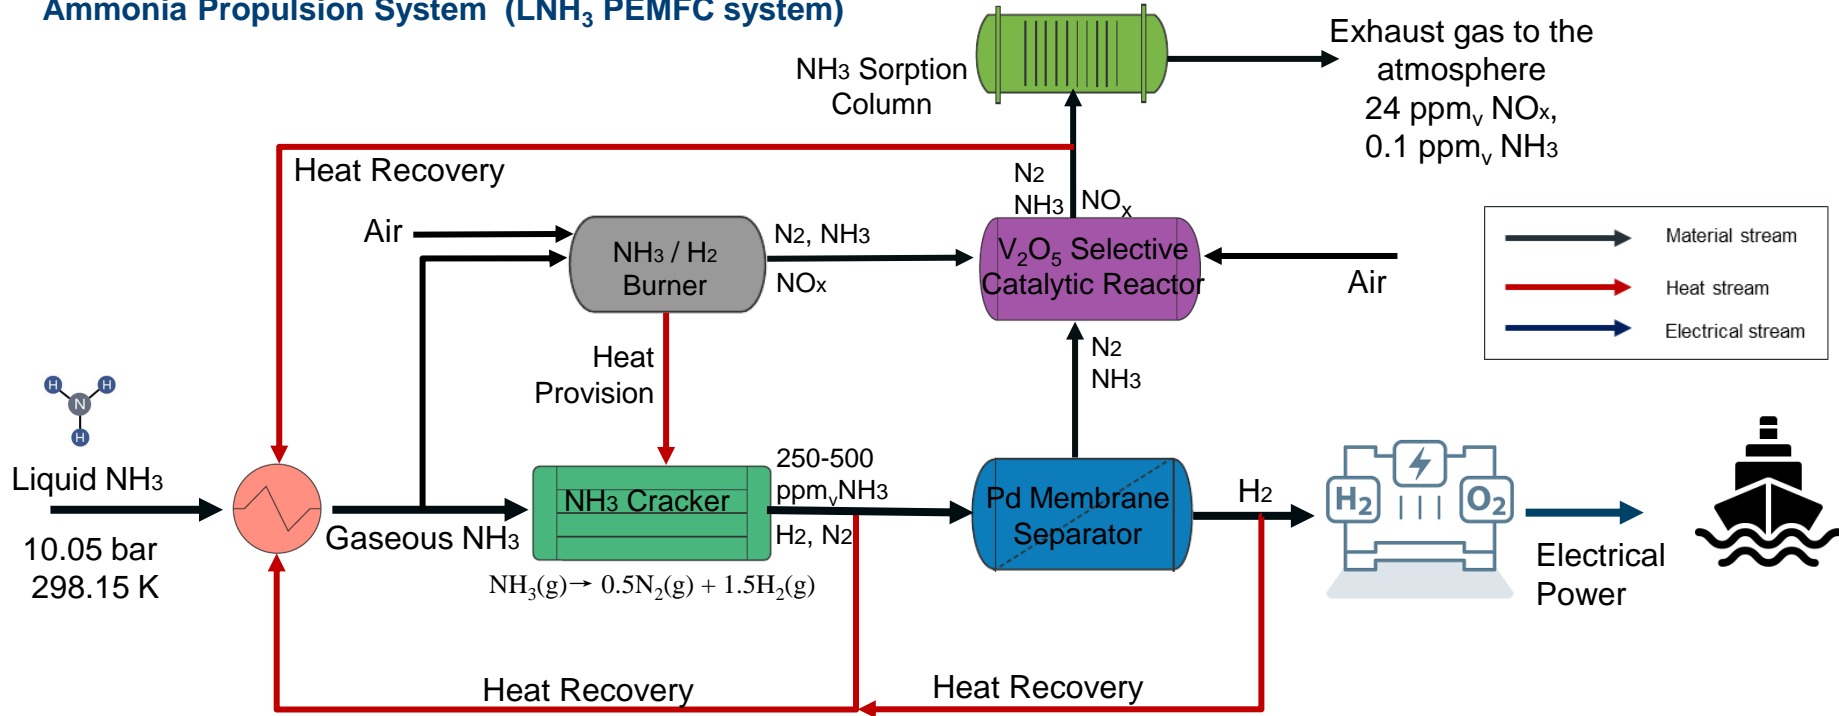 Ammonia Propulsion System (LNH₃ PEMFC system)
NH3 Sorption
Column
Exhaust gas to the
atmosphere
24 ppmᵥ NOx,
0.1 ppmᵥ NH3
Heat Recovery
N2
NH3
NOₓ
Air
NH3 / H2
Burner
N2, NH3
NOx
V₂O₅ Selective
Catalytic Reactor
Air
Material stream
Heat stream
Electrical stream
Heat
Provision
N2
NH3
H
H
N
H
Liquid NH3
10.05 bar
298.15 K
Gaseous NH3
NH3 Cracker
250-500
ppmᵥNH3
H2, N2
NH₃(g)→ 0.5N₂(g) + 1.5H₂(g)
Pd Membrane
Separator
H2
H₂
O₂
Electrical
Power
Heat Recovery
Heat Recovery